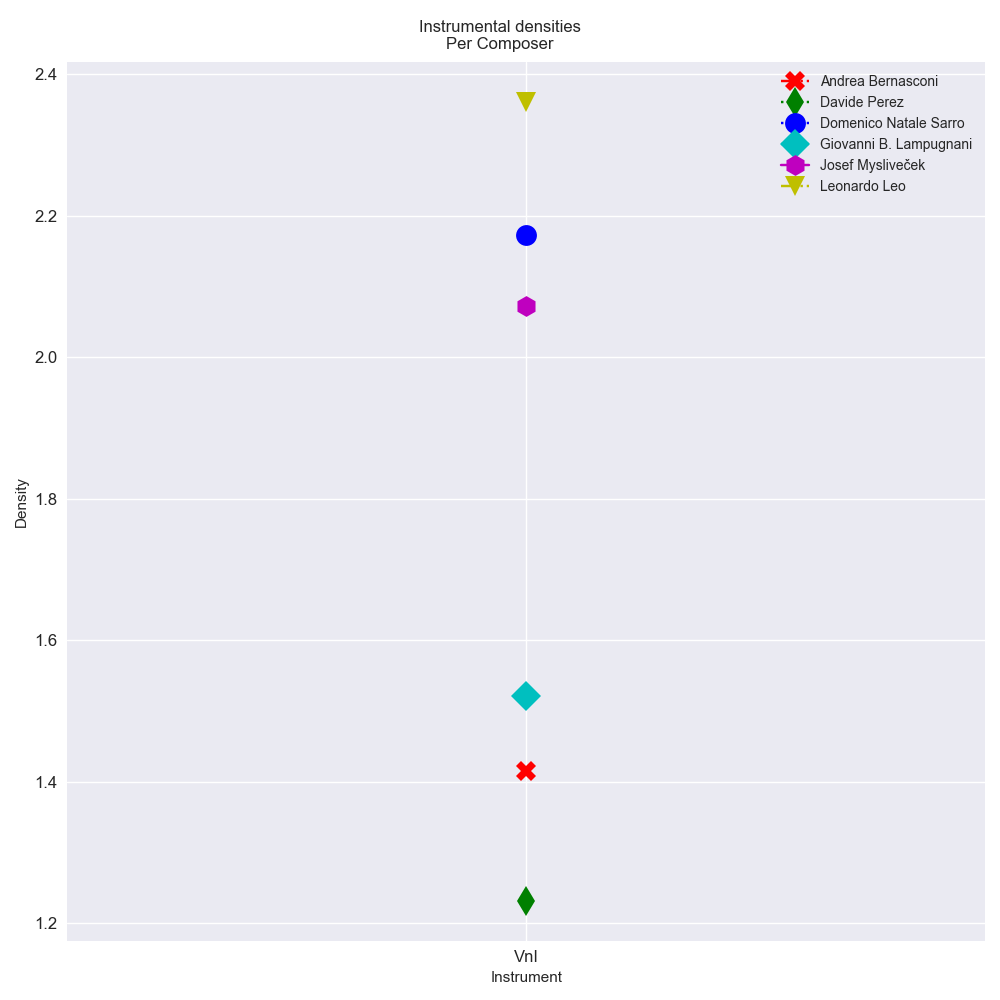 Instrumental densities
Per Composer
2.4
2.2
2.0
1.8
1.6
1.4
1.2
Density
VnI
Instrument
Andrea Bernasconi
Davide Perez
Domenico Natale Sarro
Giovanni B. Lampugnani
Josef Mysliveček
Leonardo Leo